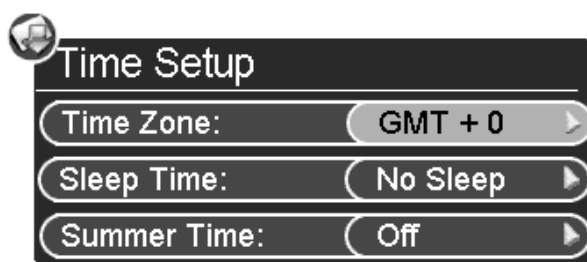 Time Setup
Time Zone: GMT + 0
Sleep Time: No Sleep
Summer Time: Off